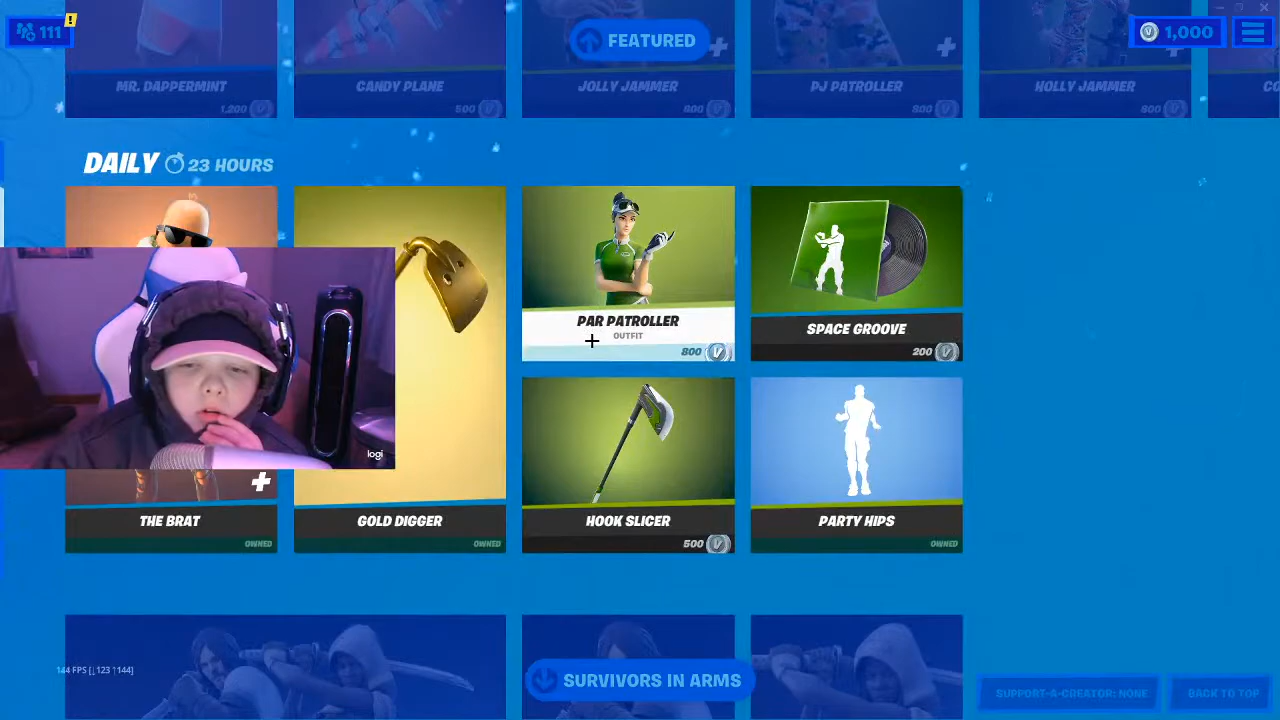 111
!
FEATURED
1,000
MR. DAPPERMINT
1,200
CANDY PLANE
500
JOLLY JAMMER
800
PJ PATROLLER
800
HOLLY JAMMER
800
DAILY 23 HOURS
PAR PATROLLER
OUTFIT
800
SPACE GROOVE
200
logi
THE BRAT
OWNED
GOLD DIGGER
OWNED
HOOK SLICER
500
PARTY HIPS
OWNED
144 FPS [↓123 ↑144]
SURVIVORS IN ARMS
SUPPORT-A-CREATOR: NONE
BACK TO TOP